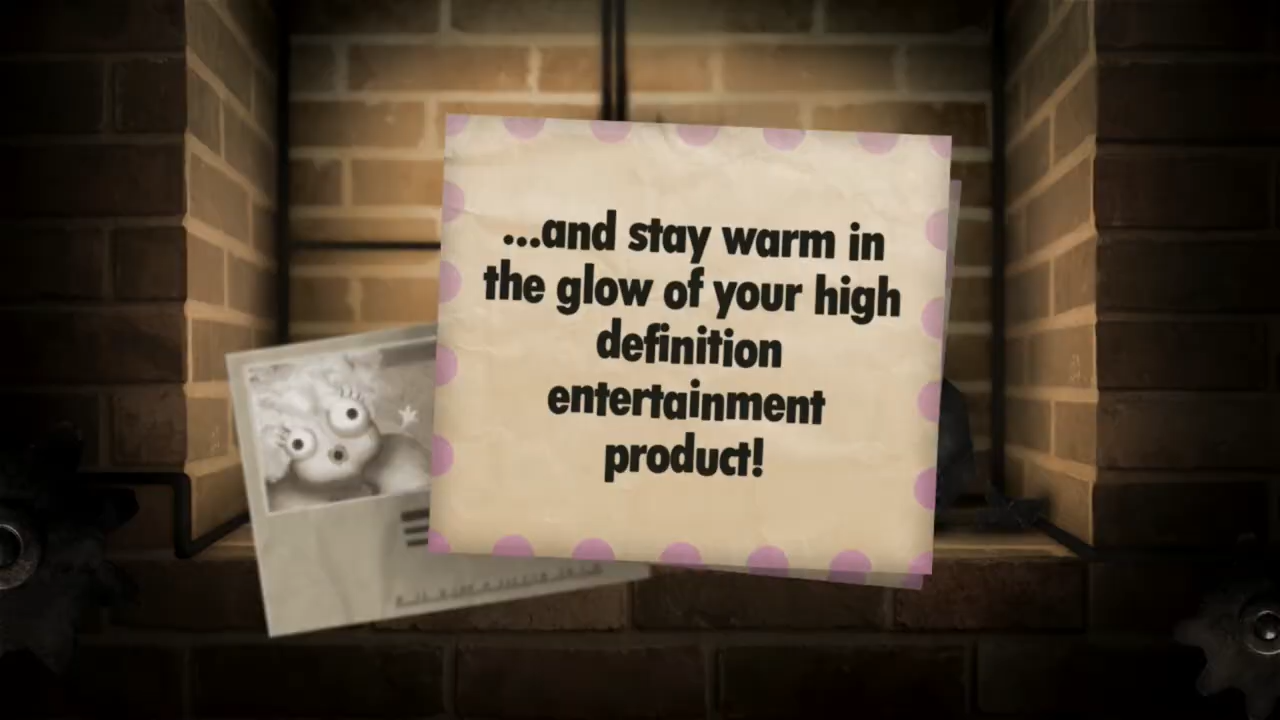 ...and stay warm in
the glow of your high
definition
entertainment
product!